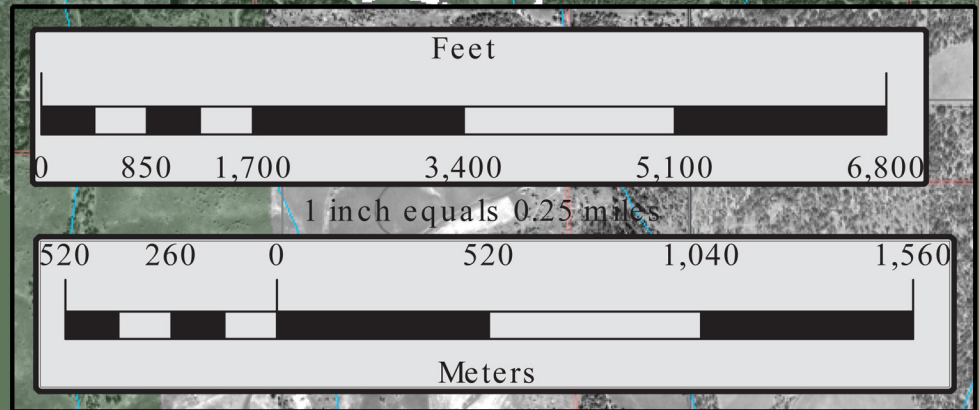 Feet
0 850 1,700 3,400 5,100 6,800
1 inch equals 0.25 miles
520 260 0 520 1,040 1,560
Meters